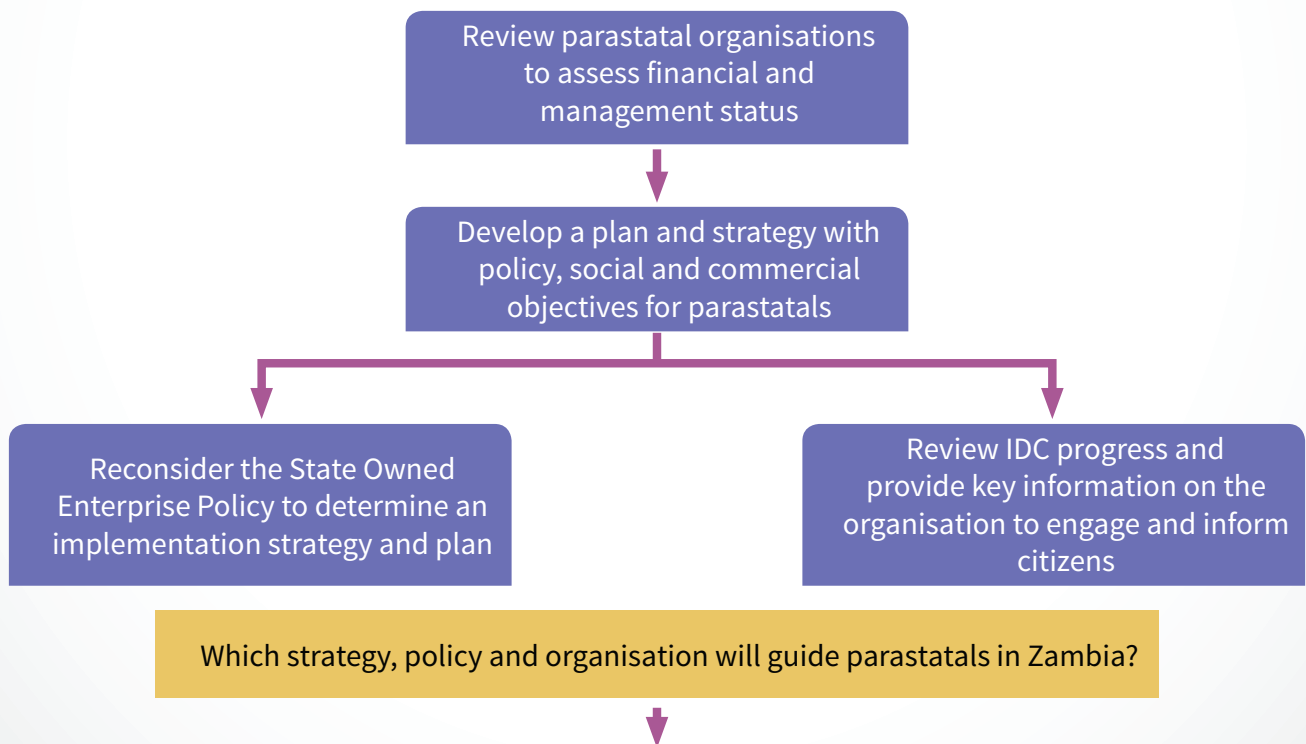 Review parastatal organisations
to assess financial and
management status
Develop a plan and strategy with
policy, social and commercial
objectives for parastatals
Reconsider the State Owned
Enterprise Policy to determine an
implementation strategy and plan
Review IDC progress and
provide key information on the
organisation to engage and inform
citizens
Which strategy, policy and organisation will guide parastatals in Zambia?